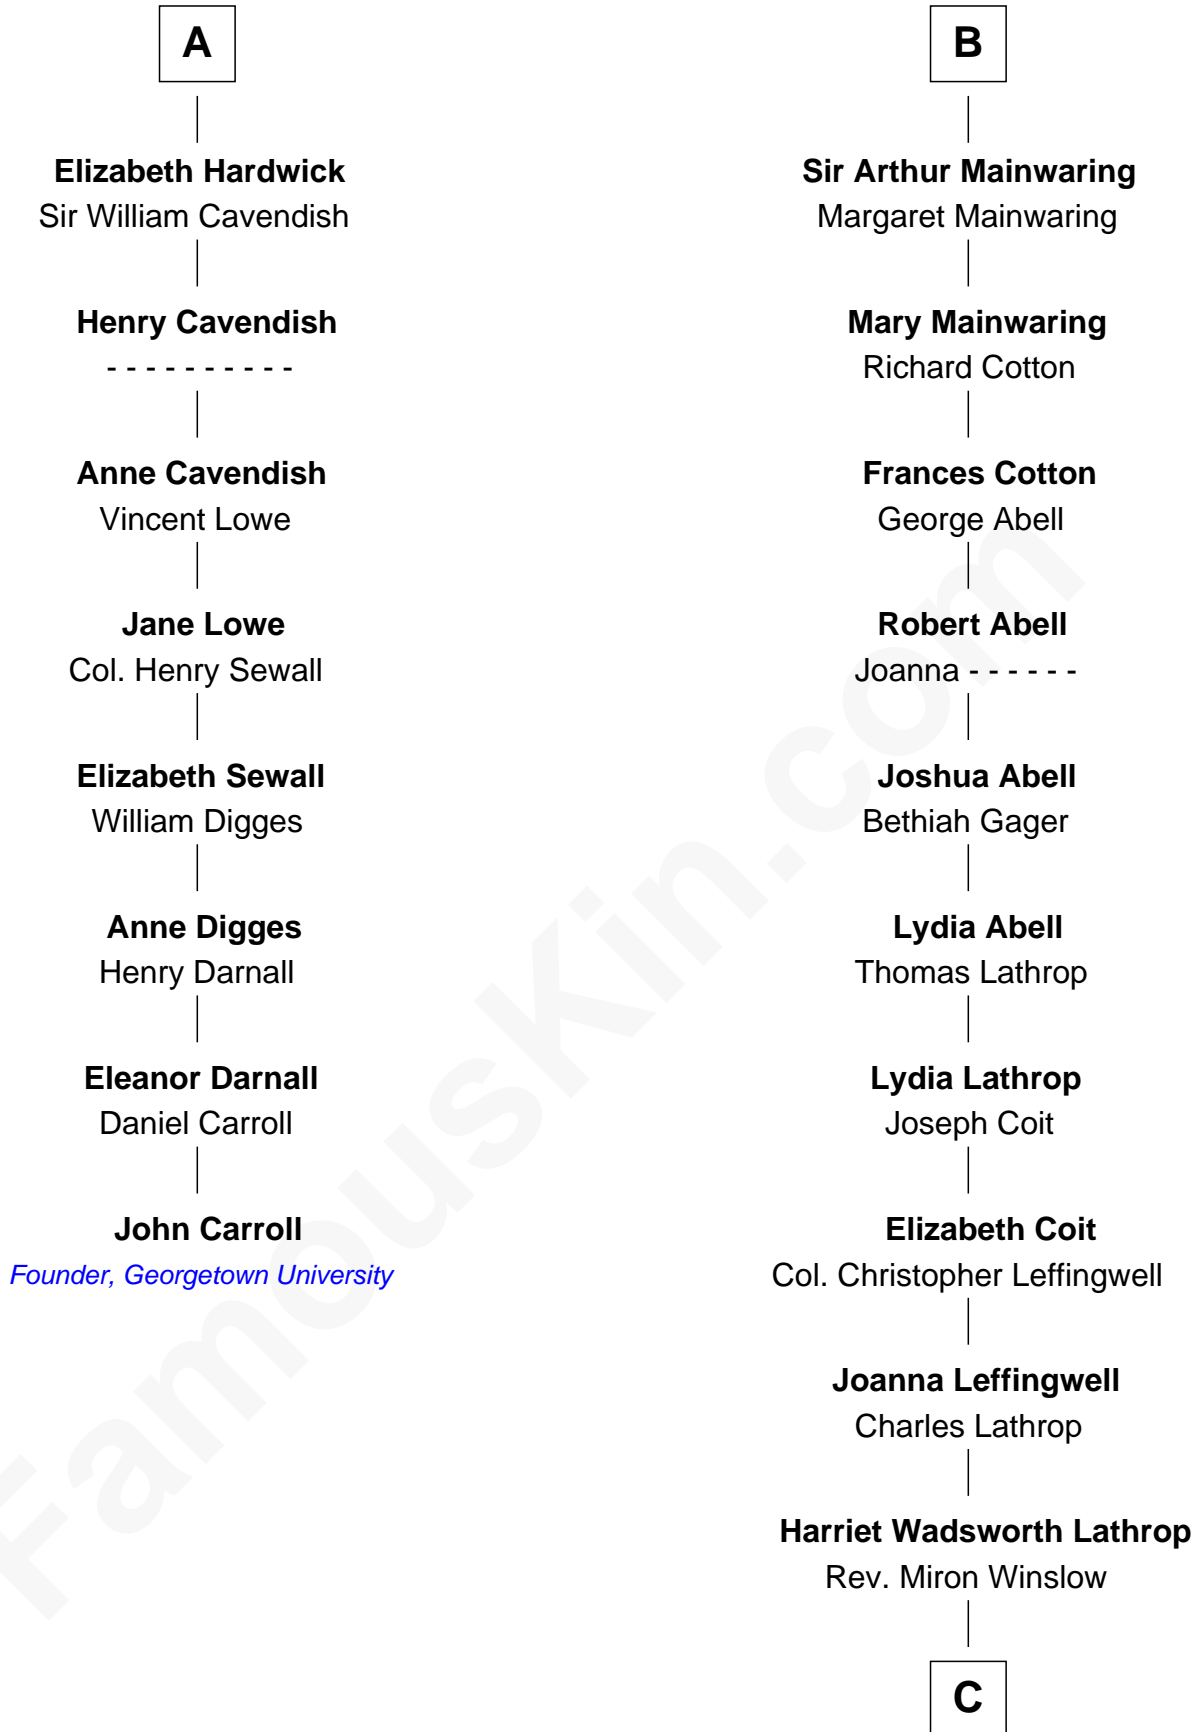 A
Elizabeth Hardwick
Sir William Cavendish
Henry Cavendish
- - - - - - - - - -
Anne Cavendish
Vincent Lowe
Jane Lowe
Col. Henry Sewall
Elizabeth Sewall
William Digges
Anne Digges
Henry Darnall
Eleanor Darnall
Daniel Carroll
John Carroll
Founder, Georgetown University
B
Sir Arthur Mainwaring
Margaret Mainwaring
Mary Mainwaring
Richard Cotton
Frances Cotton
George Abell
Robert Abell
Joanna - - - - - -
Joshua Abell
Bethiah Gager
Lydia Abell
Thomas Lathrop
Lydia Lathrop
Joseph Coit
Elizabeth Coit
Col. Christopher Leffingwell
Joanna Leffingwell
Charles Lathrop
Harriet Wadsworth Lathrop
Rev. Miron Winslow
C
FamousKin.com